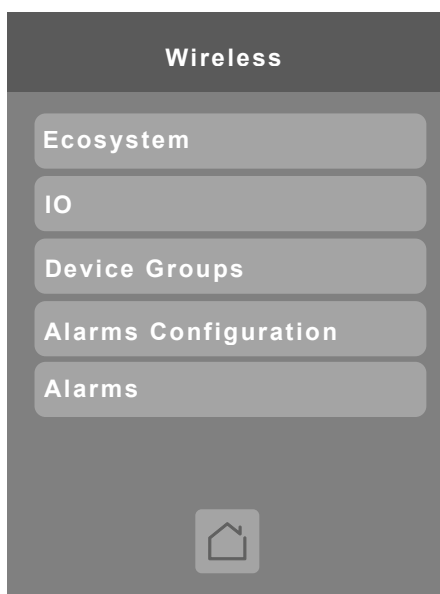 Wireless
Ecosystem
IO
Device Groups
Alarms Configuration
Alarms